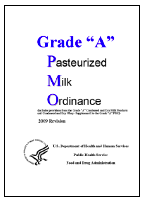 Grade “A”
Pasteurized
Milk
Ordinance
2009 Revision
U.S. Department of Health and Human Services
Public Health Service
Food and Drug Administration